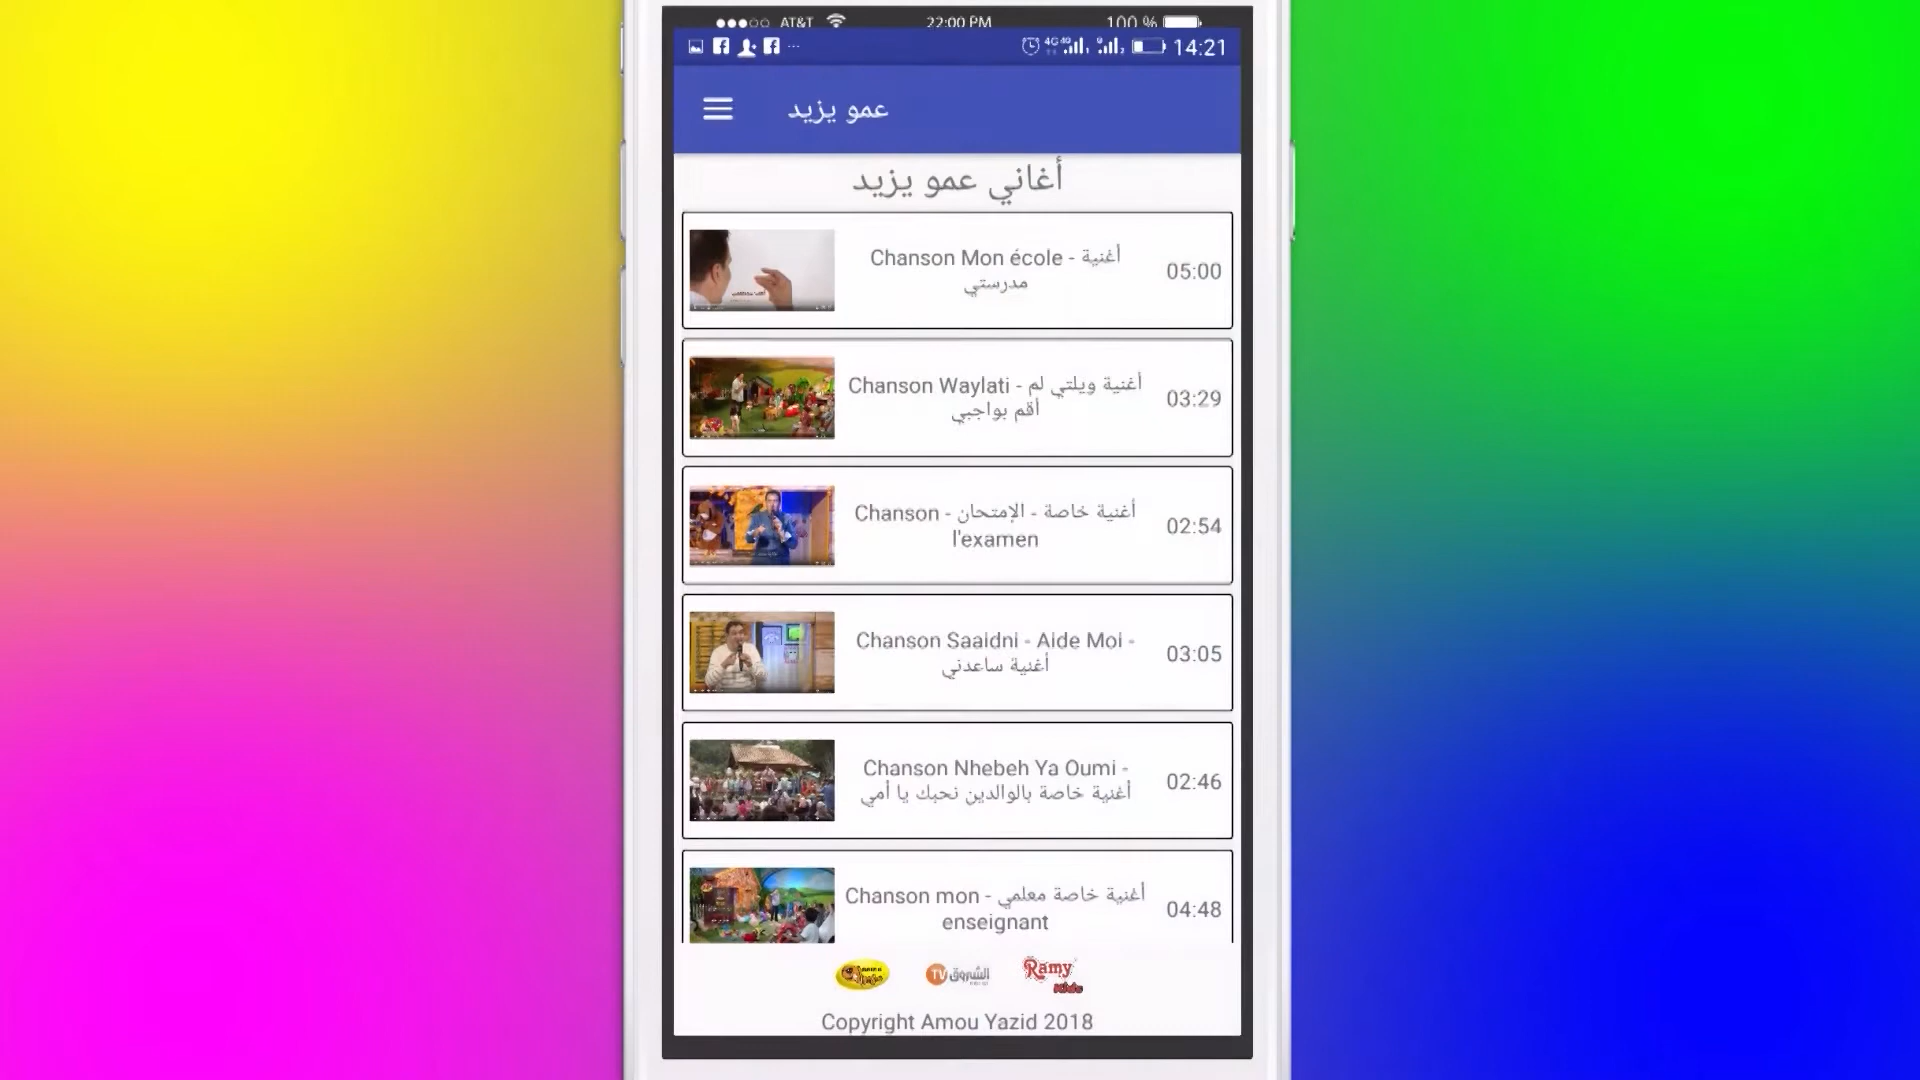 AT&T 22:00 PM 100 %
4G 4G 14:21
عمو يزيد
أغاني عمو يزيد
Chanson Mon école - أغنية
مدرستي
05:00
Chanson Waylati - أغنية ويلتي لم
أقم بواجبي
03:29
Chanson - أغنية خاصة - الإمتحان
l'examen
02:54
Chanson Saaidni - Aide Moi -
أغنية ساعدني
03:05
Chanson Nhebeh Ya Oumi -
أغنية خاصة بالوالدين نحبك يا أمي
02:46
Chanson mon - أغنية خاصة معلمي
enseignant
04:48
TV الشروق
Ramy
Kids
Copyright Amou Yazid 2018